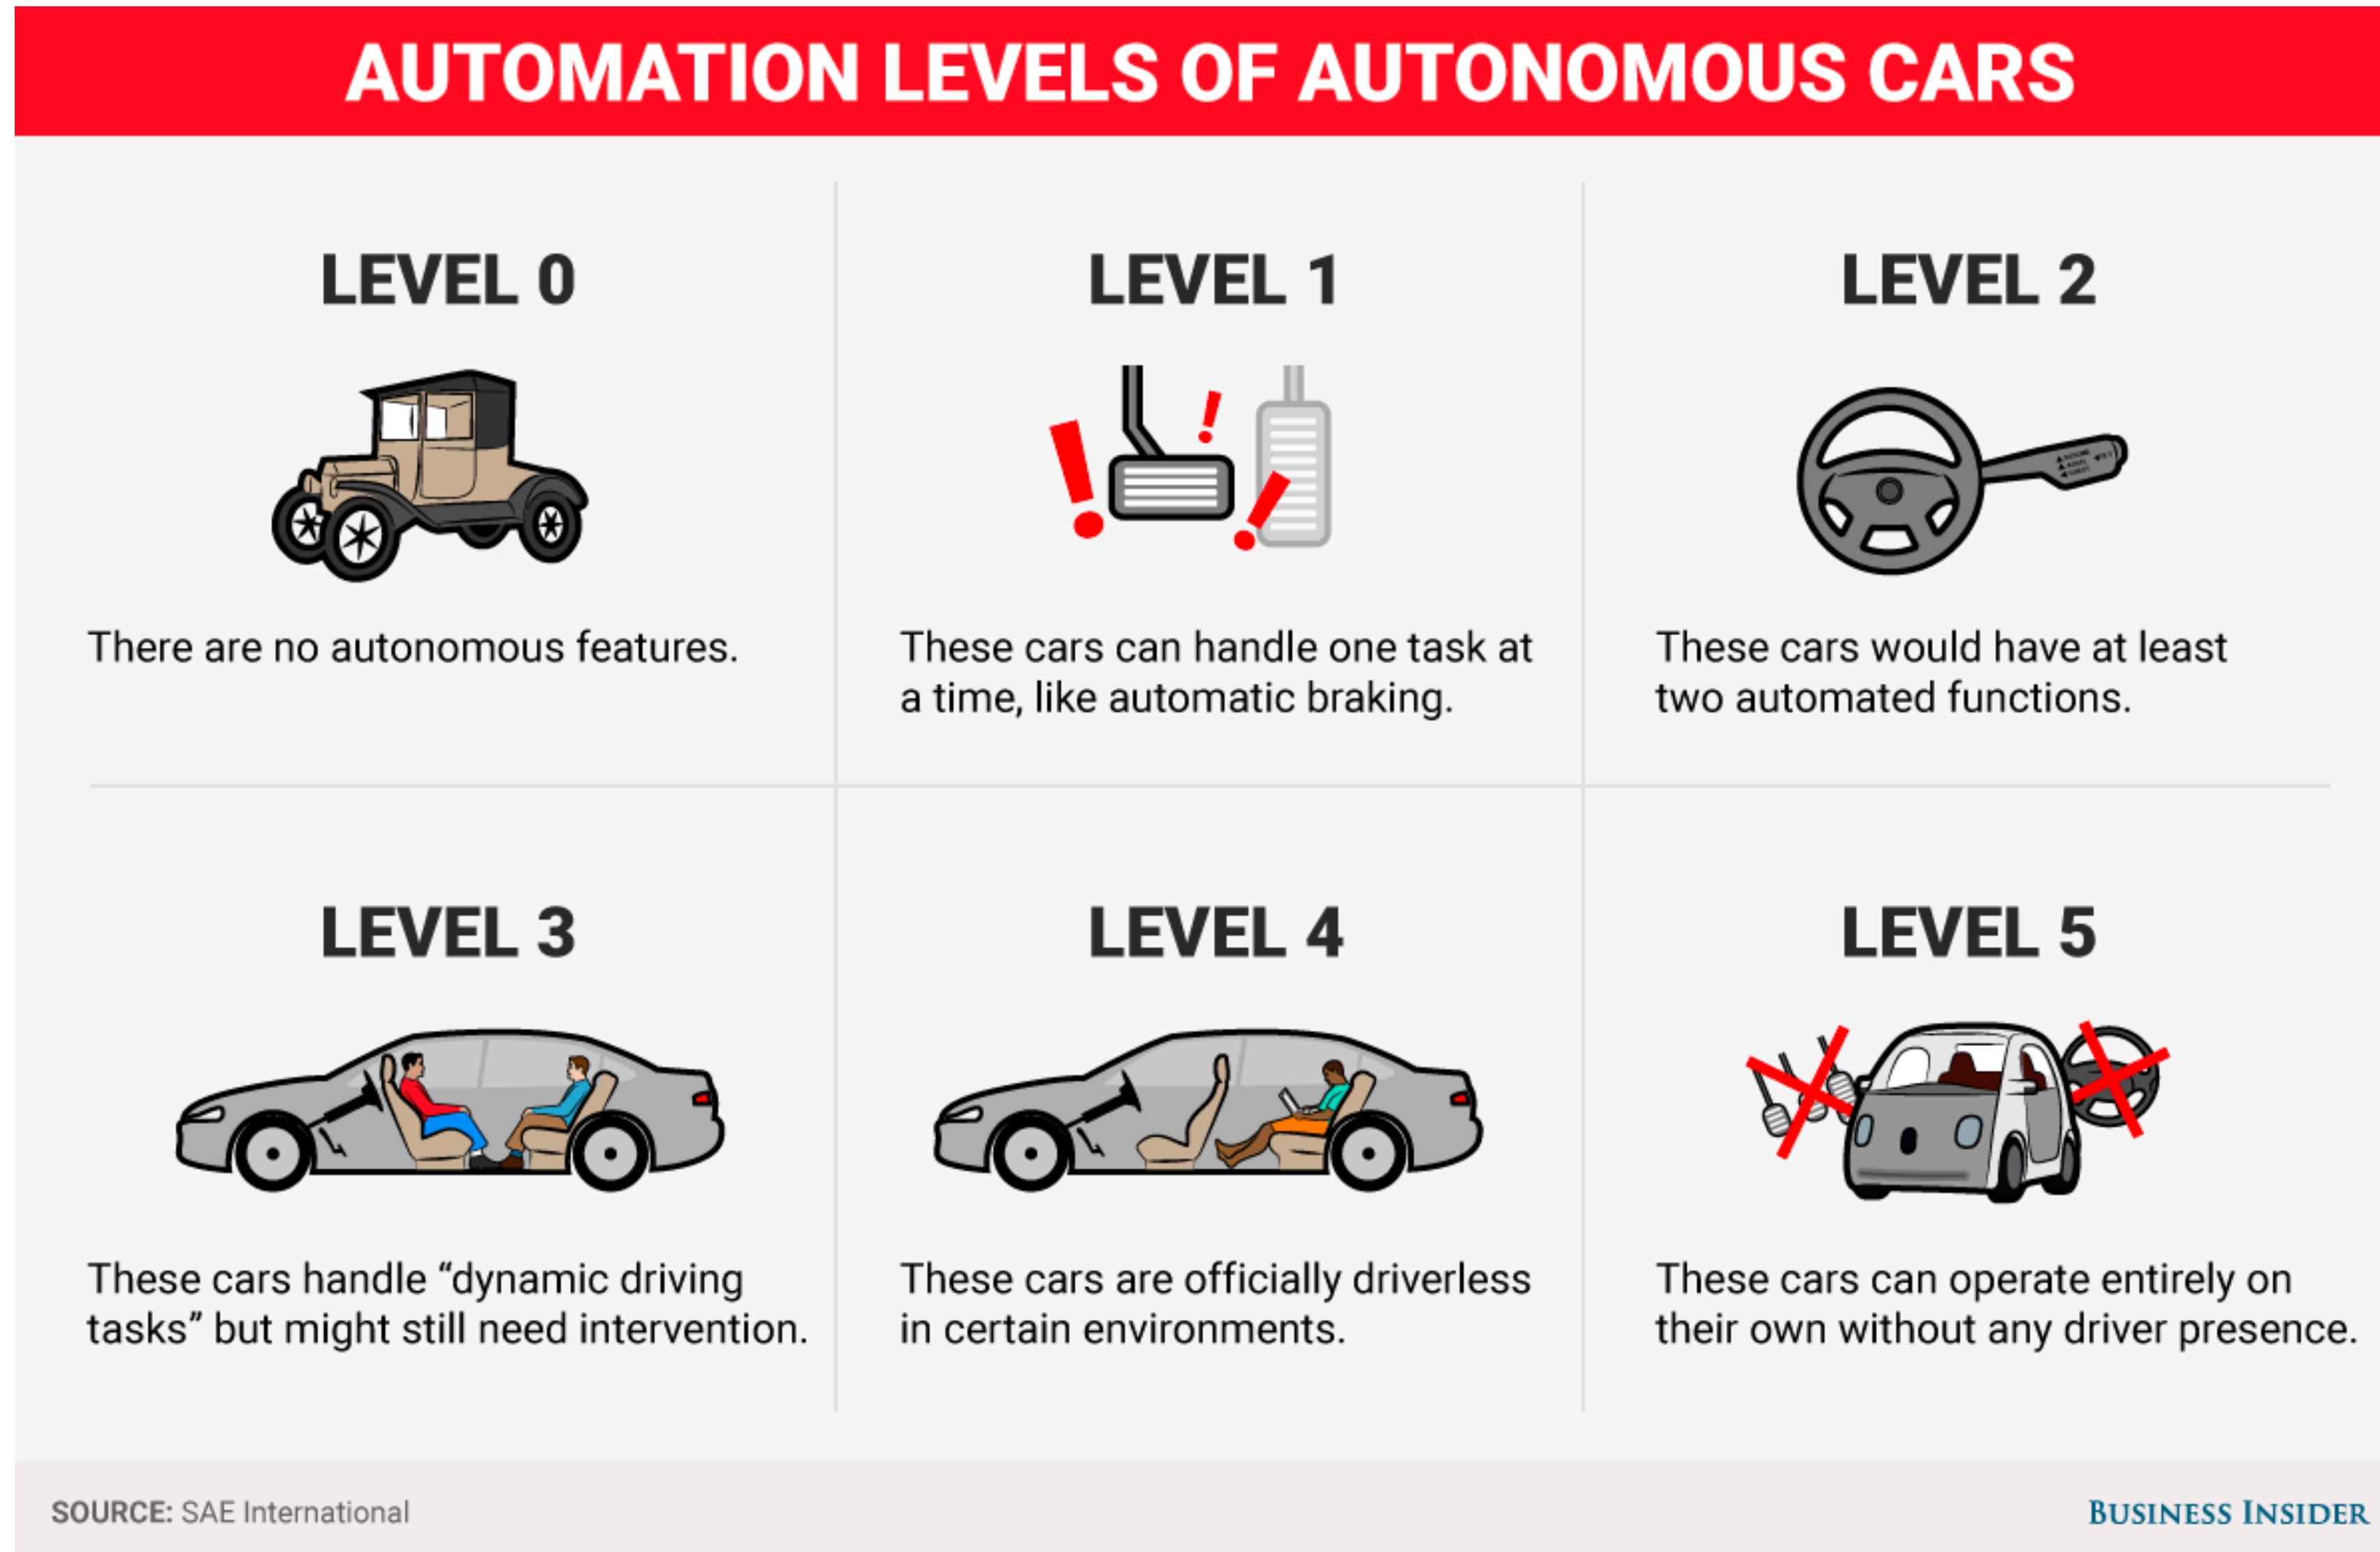 AUTOMATION LEVELS OF AUTONOMOUS CARS
LEVEL 0
There are no autonomous features.
LEVEL 1
These cars can handle one task at
a time, like automatic braking.
LEVEL 2
These cars would have at least
two automated functions.
LEVEL 3
These cars handle “dynamic driving
tasks” but might still need intervention.
LEVEL 4
These cars are officially driverless
in certain environments.
LEVEL 5
These cars can operate entirely on
their own without any driver presence.
SOURCE: SAE International
BUSINESS INSIDER